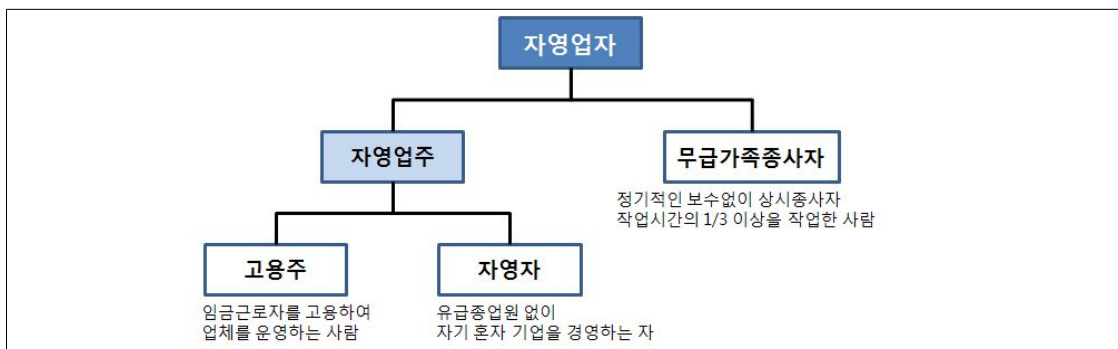 자영업자
자영업주
무급가족종사자
정기적인 보수없이 상시종사자
작업시간의 1/3 이상을 작업한 사람
고용주
자영자
임금근로자를 고용하여
업체를 운영하는 사람
유급종업원 없이
자기 혼자 기업을 경영하는 자